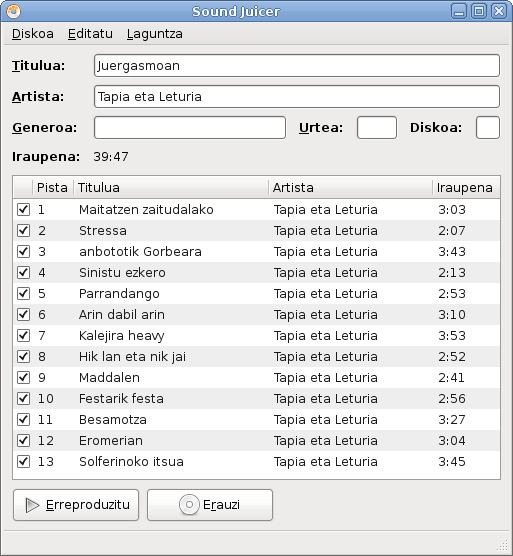 Sound Juicer
Diskoa Editatu Laguntza
Titulua: Juergasmoan
Artista: Tapia eta Leturia
Generoa: Urtea: Diskoa:
Iraupena: 39:47
Pista Titulua Artista Iraupena
1 Maitatzen zaitudalako Tapia eta Leturia 3:03
2 Stressa Tapia eta Leturia 2:07
3 anbototik Gorbeara Tapia eta Leturia 3:43
4 Sinistu ezkero Tapia eta Leturia 2:13
5 Parrandango Tapia eta Leturia 2:53
6 Arin dabil arin Tapia eta Leturia 3:10
7 Kalejira heavy Tapia eta Leturia 3:53
8 Hik lan eta nik jai Tapia eta Leturia 2:52
9 Maddalen Tapia eta Leturia 2:41
10 Festarik festa Tapia eta Leturia 2:56
11 Besamotza Tapia eta Leturia 3:27
12 Eromerian Tapia eta Leturia 3:04
13 Solferinoko itsua Tapia eta Leturia 3:45
Erreproduzitu Erauzi